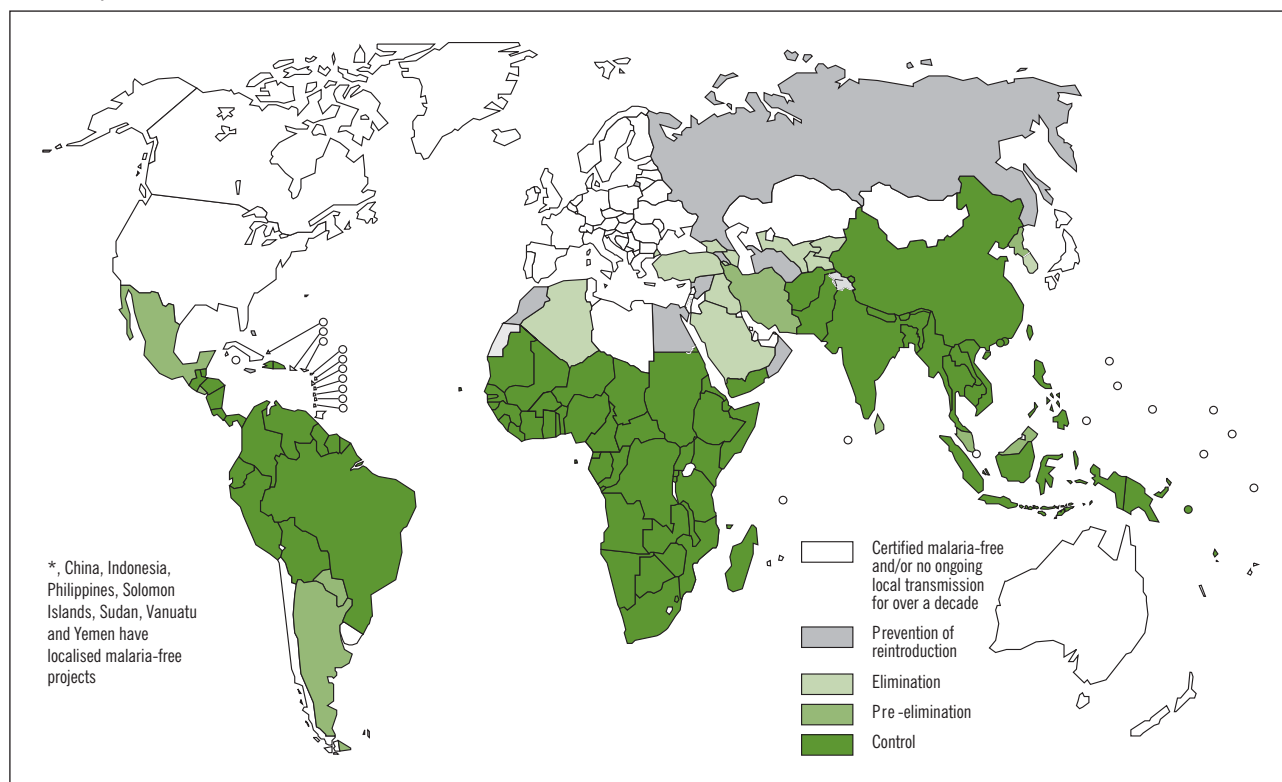 *, China, Indonesia,
Philippines, Solomon
Islands, Sudan, Vanuatu
and Yemen have
localised malaria-free
projects
Certified malaria-free
and/or no ongoing
local transmission
for over a decade
Prevention of
reintroduction
Elimination
Pre -elimination
Control